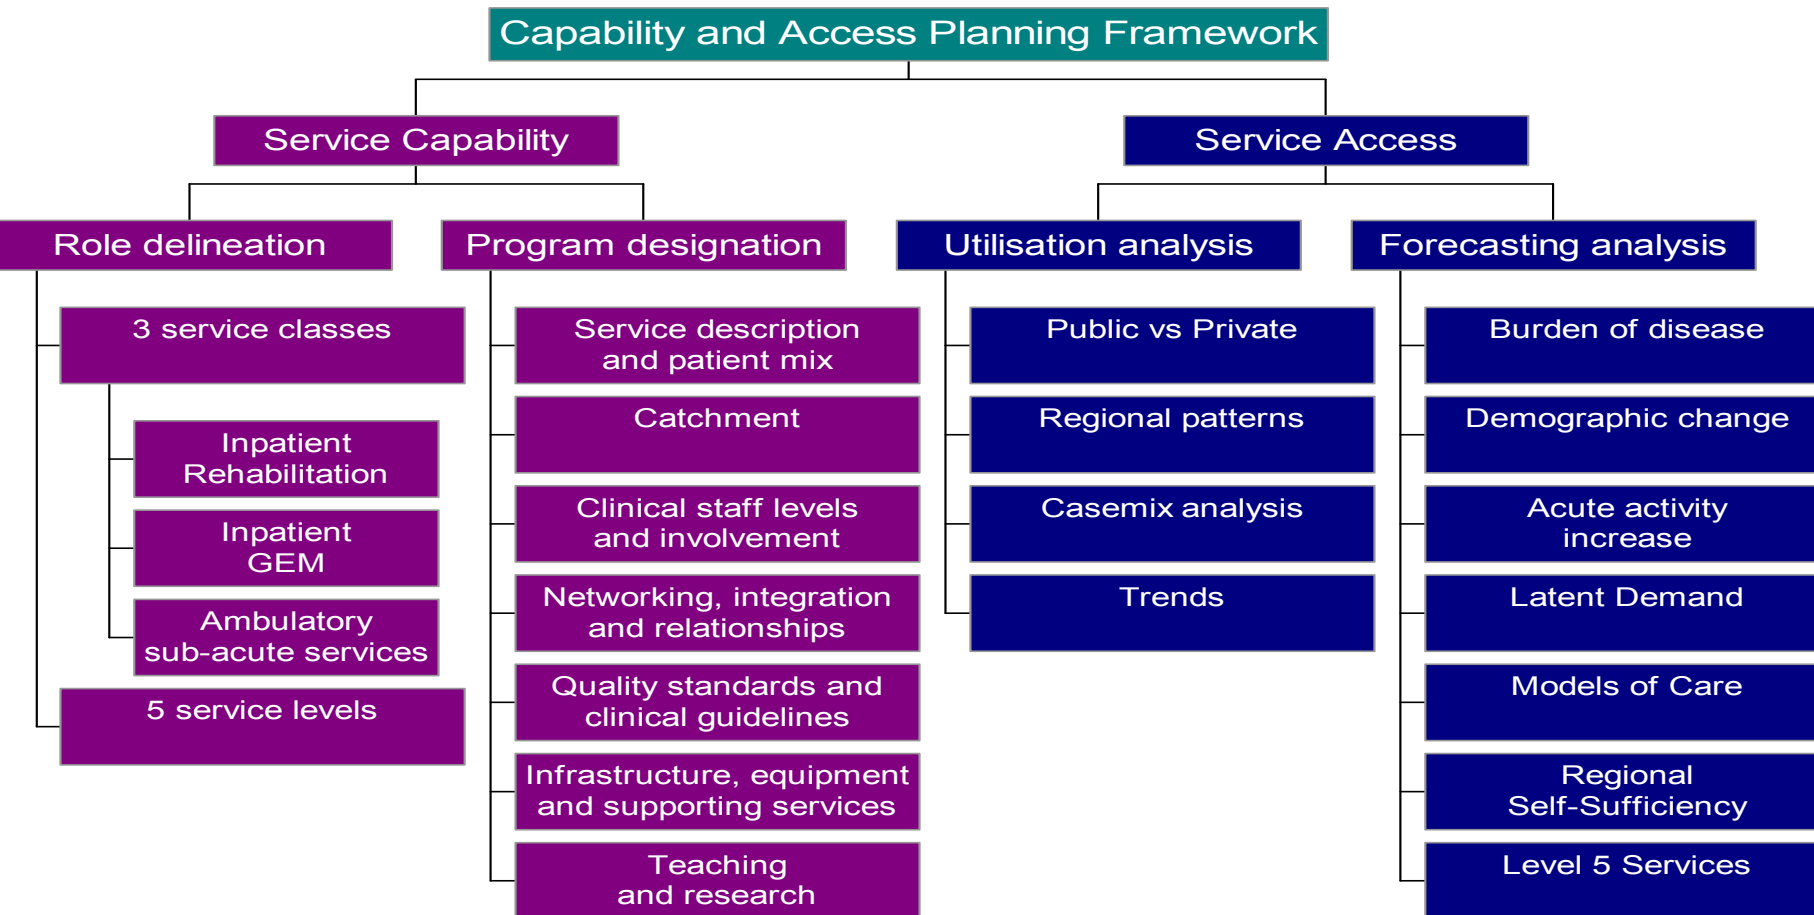 Capability and Access Planning Framework
Service Capability
Service Access
Role delineation
Program designation
Utilisation analysis
Forecasting analysis
3 service classes
Inpatient
Rehabilitation
Inpatient
GEM
Ambulatory
sub-acute services
5 service levels
Service description
and patient mix
Catchment
Clinical staff levels
and involvement
Networking, integration
and relationships
Quality standards and
clinical guidelines
Infrastructure, equipment
and supporting services
Teaching
and research
Public vs Private
Regional patterns
Casemix analysis
Trends
Burden of disease
Demographic change
Acute activity
increase
Latent Demand
Models of Care
Regional
Self-Sufficiency
Level 5 Services